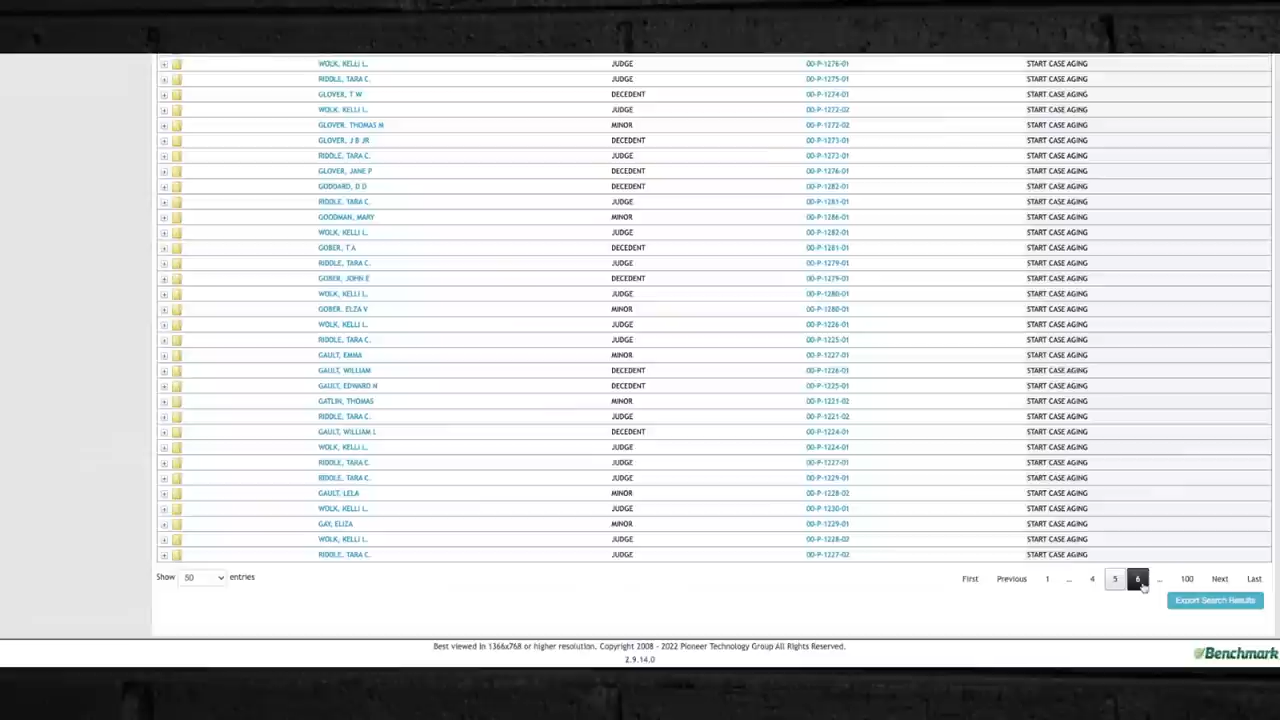 WOLK, KELLI L. JUDGE 00-P-1276-01 START CASE AGING
RIDDLE, TARA C. JUDGE 00-P-1275-01 START CASE AGING
GLOVER, T W DECEDENT 00-P-1274-01 START CASE AGING
WOLK, KELLI L. JUDGE 00-P-1272-02 START CASE AGING
GLOVER, THOMAS M MINOR 00-P-1272-02 START CASE AGING
GLOVER, J B JR DECEDENT 00-P-1273-01 START CASE AGING
RIDDLE, TARA C. JUDGE 00-P-1273-01 START CASE AGING
GLOVER, JANE P DECEDENT 00-P-1276-01 START CASE AGING
GODDARD, D D DECEDENT 00-P-1282-01 START CASE AGING
RIDDLE, TARA C. JUDGE 00-P-1281-01 START CASE AGING
GOODMAN, MARY MINOR 00-P-1286-01 START CASE AGING
WOLK, KELLI L. JUDGE 00-P-1282-01 START CASE AGING
GOBER, T A DECEDENT 00-P-1281-01 START CASE AGING
RIDDLE, TARA C. JUDGE 00-P-1279-01 START CASE AGING
GOBER, JOHN E DECEDENT 00-P-1279-01 START CASE AGING
WOLK, KELLI L. JUDGE 00-P-1280-01 START CASE AGING
GOBER, ELZA V MINOR 00-P-1280-01 START CASE AGING
WOLK, KELLI L. JUDGE 00-P-1226-01 START CASE AGING
RIDDLE, TARA C. JUDGE 00-P-1225-01 START CASE AGING
GAULT, EMMA MINOR 00-P-1227-01 START CASE AGING
GAULT, WILLIAM DECEDENT 00-P-1226-01 START CASE AGING
GAULT, EDWARD N DECEDENT 00-P-1225-01 START CASE AGING
GATLIN, THOMAS MINOR 00-P-1221-02 START CASE AGING
RIDDLE, TARA C. JUDGE 00-P-1221-02 START CASE AGING
GAULT, WILLIAM L DECEDENT 00-P-1224-01 START CASE AGING
WOLK, KELLI L. JUDGE 00-P-1224-01 START CASE AGING
RIDDLE, TARA C. JUDGE 00-P-1227-01 START CASE AGING
RIDDLE, TARA C. JUDGE 00-P-1229-01 START CASE AGING
GAULT, LELA MINOR 00-P-1228-02 START CASE AGING
WOLK, KELLI L. JUDGE 00-P-1230-01 START CASE AGING
GAY, ELIZA MINOR 00-P-1229-01 START CASE AGING
WOLK, KELLI L. JUDGE 00-P-1228-02 START CASE AGING
RIDDLE, TARA C. JUDGE 00-P-1227-02 START CASE AGING
Show 50 entries First Previous 1 ... 4 5 6 ... 100 Next Last
Export Search Results
Best viewed in 1366x768 or higher resolution. Copyright 2008 - 2022 Pioneer Technology Group All Rights Reserved.
2.9.14.0
Benchmark